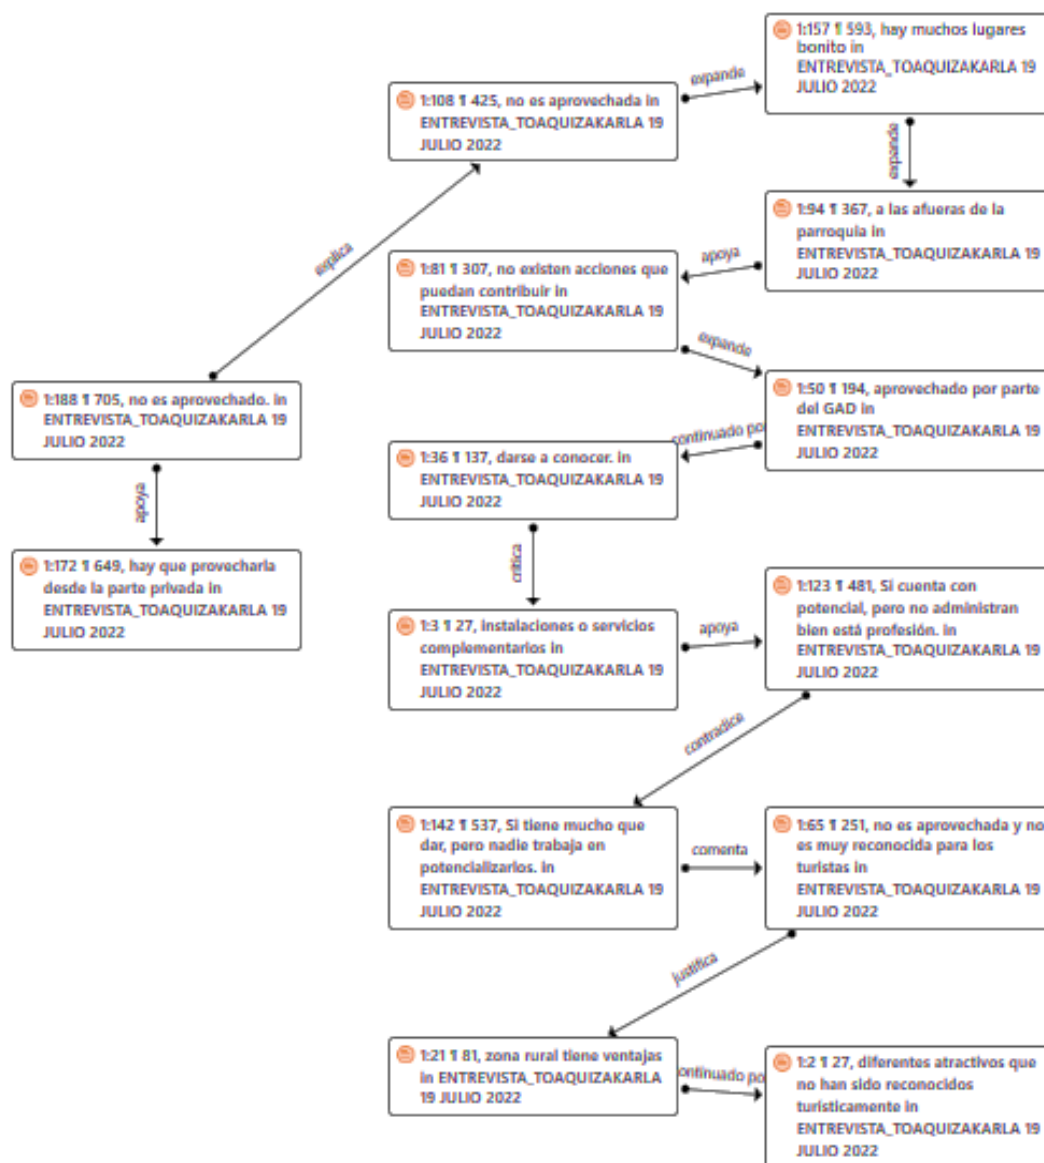 1:157 ¶ 593, hay muchos lugares
bonito in
ENTREVISTA_TOAQUIZAKARLA 19
JULIO 2022
expande
1:108 ¶ 425, no es aprovechada in
ENTREVISTA_TOAQUIZAKARLA 19
JULIO 2022
expande
explica
1:94 ¶ 367, a las afueras de la
parroquia in
ENTREVISTA_TOAQUIZAKARLA 19
JULIO 2022
apoya
1:81 ¶ 307, no existen acciones que
puedan contribuir in
ENTREVISTA_TOAQUIZAKARLA 19
JULIO 2022
expande
1:50 ¶ 194, aprovechado por parte
del GAD in
ENTREVISTA_TOAQUIZAKARLA 19
JULIO 2022
continuado po
1:188 ¶ 705, no es aprovechado. in
ENTREVISTA_TOAQUIZAKARLA 19
JULIO 2022
apoya
1:172 ¶ 649, hay que provecharla
desde la parte privada in
ENTREVISTA_TOAQUIZAKARLA 19
JULIO 2022
1:36 ¶ 137, darse a conocer. in
ENTREVISTA_TOAQUIZAKARLA 19
JULIO 2022
critica
1:3 ¶ 27, instalaciones o servicios
complementarios in
ENTREVISTA_TOAQUIZAKARLA 19
JULIO 2022
apoya
1:123 ¶ 481, Si cuenta con
potencial, pero no administran
bien está profesión. in
ENTREVISTA_TOAQUIZAKARLA 19
JULIO 2022
contradice
1:142 ¶ 537, Si tiene mucho que
dar, pero nadie trabaja en
potencializarlos. in
ENTREVISTA_TOAQUIZAKARLA 19
JULIO 2022
comenta
1:65 ¶ 251, no es aprovechada y no
es muy reconocida para los
turistas in
ENTREVISTA_TOAQUIZAKARLA 19
JULIO 2022
justifica
1:21 ¶ 81, zona rural tiene ventajas
in ENTREVISTA_TOAQUIZAKARLA
19 JULIO 2022
ontinuado po
1:2 ¶ 27, diferentes atractivos que
no han sido reconocidos
turísticamente in
ENTREVISTA_TOAQUIZAKARLA 19
JULIO 2022